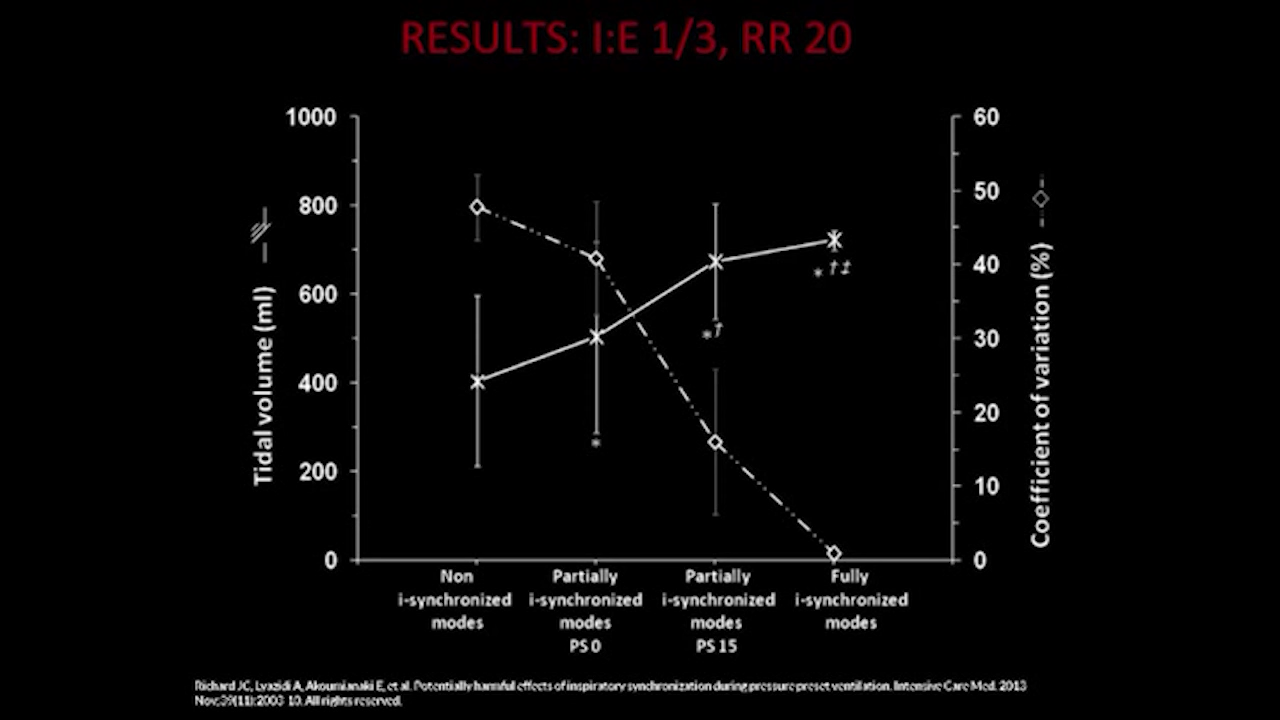 RESULTS: I:E 1/3, RR 20
1000
800
600
400
200
0
Tidal volume (ml)
60
50
40
30
20
10
0
Coefficient of variation (%)
*
*†
*†‡
Non
i-synchronized
modes
Partially
i-synchronized
modes
PS 0
Partially
i-synchronized
modes
PS 15
Fully
i-synchronized
modes
Richard JC, Lyazidi A, Akoumianaki E, et al. Potentially harmful effects of inspiratory synchronization during pressure preset ventilation. Intensive Care Med. 2013
Nov;39(11):2003-10. All rights reserved.